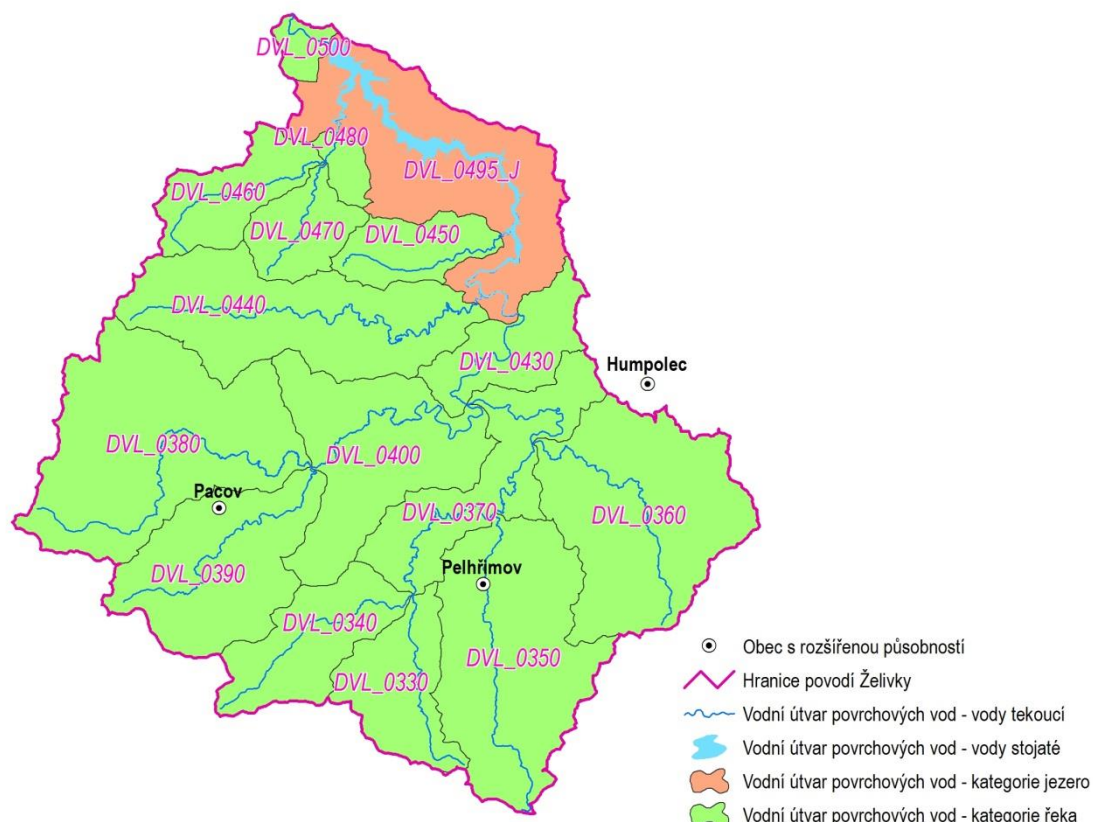 DVL_0500
DVL_0480
DVL_0495_J
DVL_0460
DVL_0470
DVL_0450
DVL_0440
DVL_0430
Humpolec
DVL_0380
DVL_0400
Pacov
DVL_0370
DVL_0360
Pelhřimov
DVL_0390
DVL_0340
DVL_0350
DVL_0330
Obec s rozšířenou působností
Hranice povodí Želivky
Vodní útvar povrchových vod - vody tekoucí
Vodní útvar povrchových vod - vody stojaté
Vodní útvar povrchových vod - kategorie jezero
Vodní útvar povrchových vod - kategorie řeka